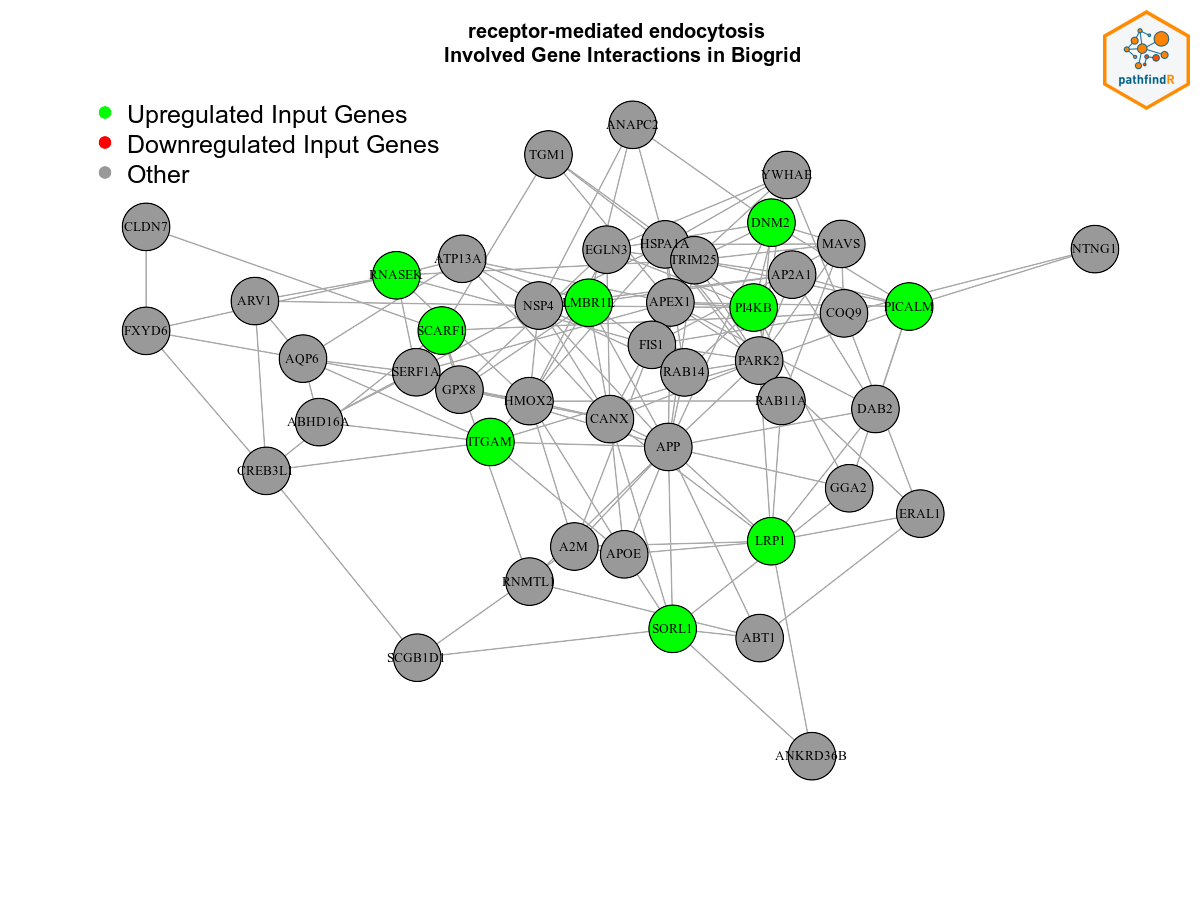 receptor-mediated endocytosis
Involved Gene Interactions in Biogrid
pathfindR
Upregulated Input Genes
Downregulated Input Genes
Other
ANAPC2
TGM1
YWHAE
CLDN7
DNM2
MAVS
EGLN3
HSPA1A
TRIM25
NTNG1
ATP13A
RNASEK
AP2A1
ARV1
NSP4
LMBR1L
APEX1
PI4KB
COQ9
PICALM
FXYD6
SCARF1
FIS1
AQP6
SERF1A
GPX8
RAB14
PARK2
HMOX2
RAB11A
DAB2
ABHD16A
CANX
ITGAM
APP
CREB3L1
GGA2
ERAL1
A2M
APOE
LRP1
RNMTL1
SORL1
ABT1
SCGB1D1
ANKRD36B